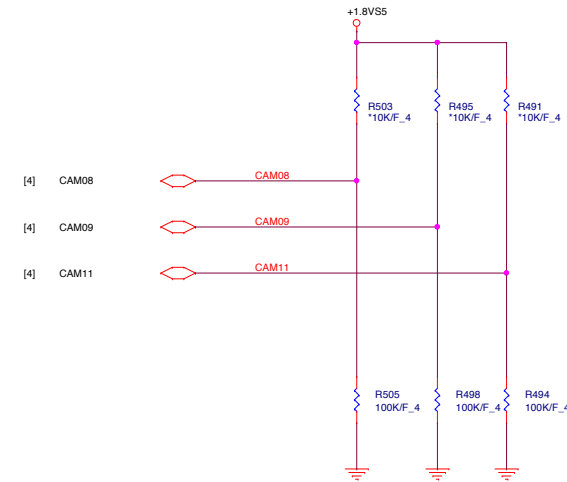 +1.8VS5
R503
*10K/F_4
R495
*10K/F_4
R491
*10K/F_4
[4] CAM08 CAM08
[4] CAM09 CAM09
[4] CAM11 CAM11
R505
100K/F_4
R498
100K/F_4
R494
100K/F_4